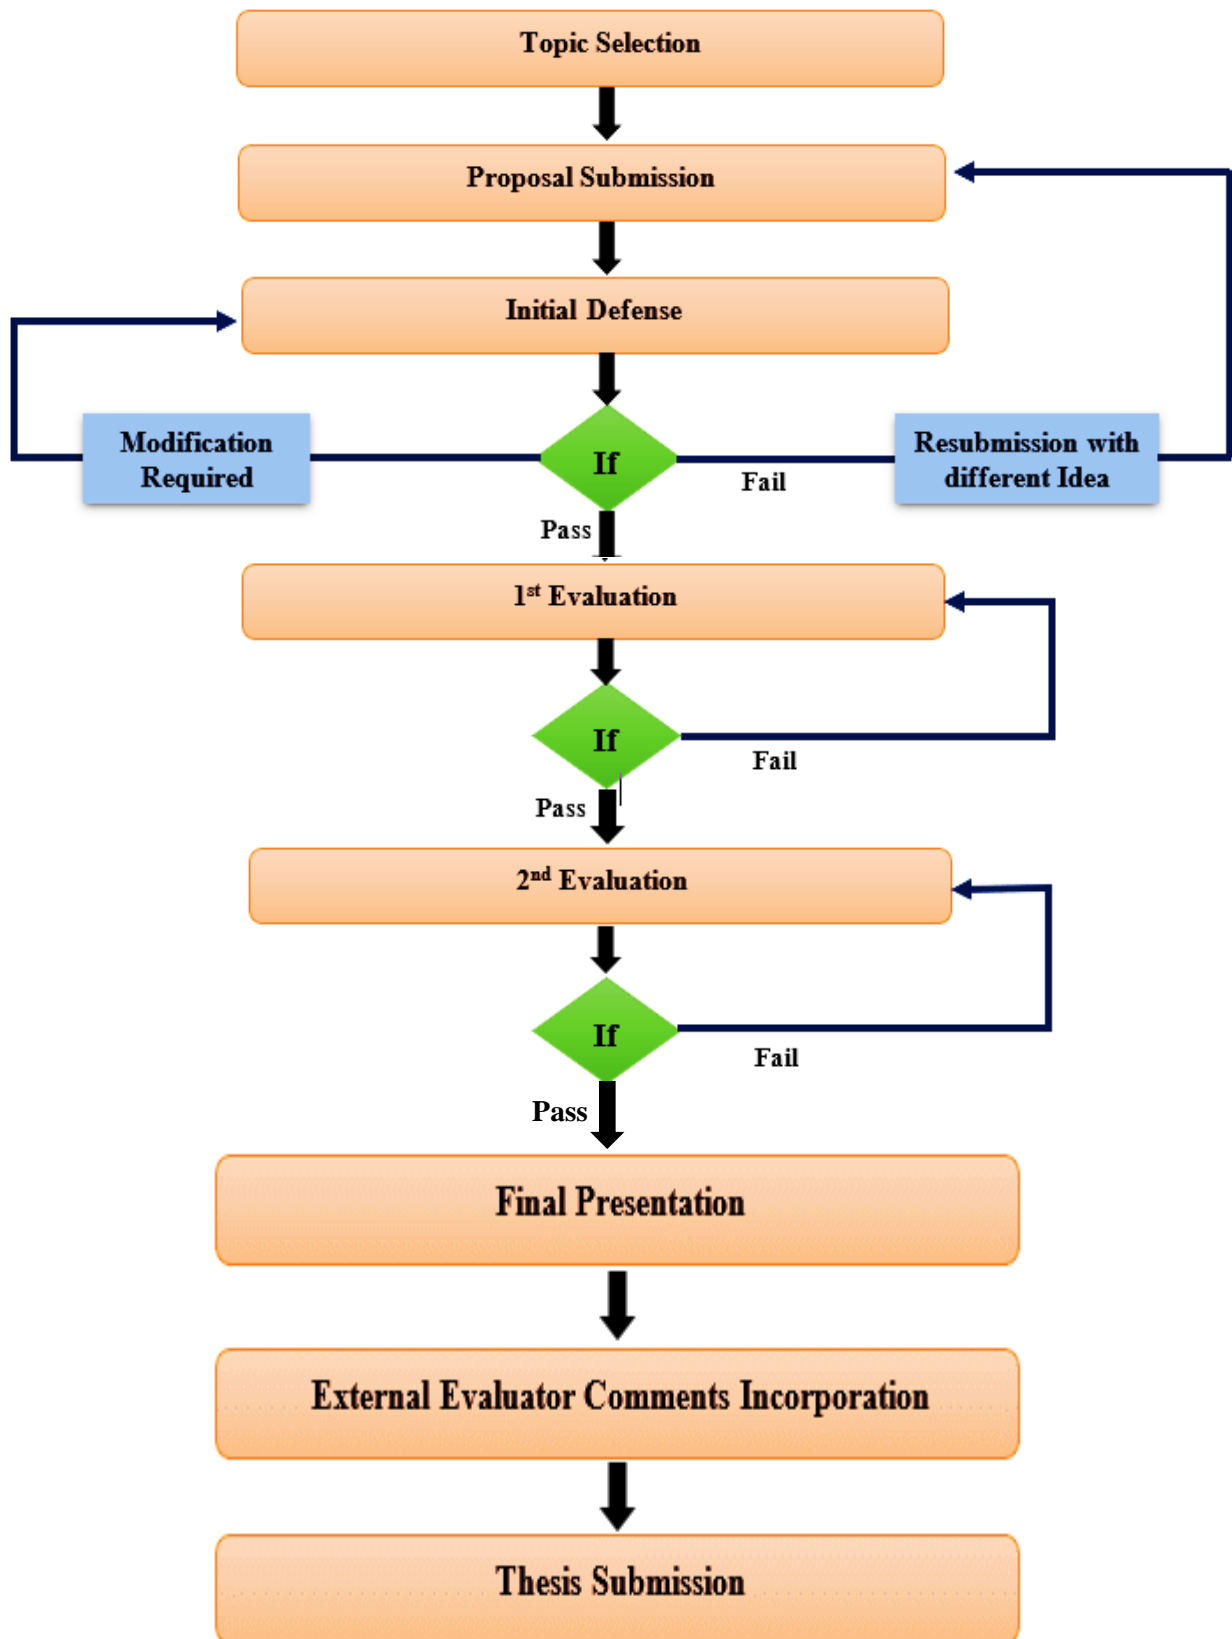 Topic Selection
Proposal Submission
Initial Defense
Modification
Required
If
Fail
Resubmission with
different Idea
Pass
1st Evaluation
If
Fail
Pass
2nd Evaluation
If
Fail
Pass
Final Presentation
External Evaluator Comments Incorporation
Thesis Submission